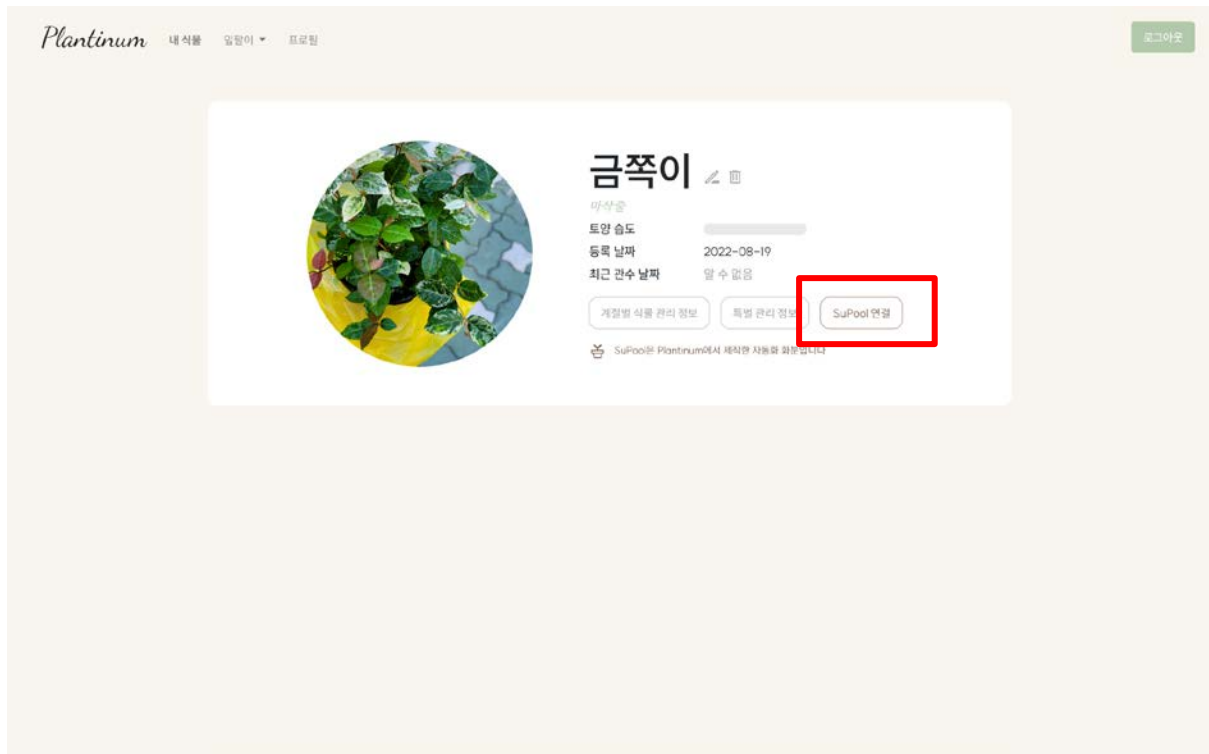 Plantinum 내 식물 잎팔이 프로필 로그아웃
금쪽이
마삭줄
토양 습도
등록 날짜 2022-08-19
최근 관수 날짜 알 수 없음
계절별 식물 관리 정보 특별 관리 정보 SuPool 연결
SuPool은 Plantinum에서 제작한 자동화 화분입니다